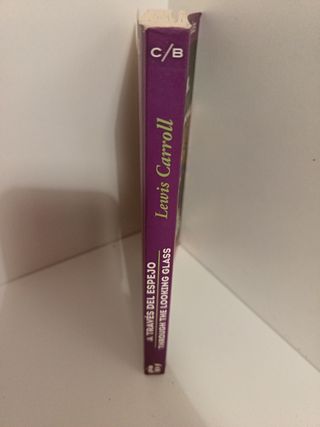 C/B
Lewis Carroll
A TRAVÉS DEL ESPEJO
THROUGH THE LOOKING GLASS